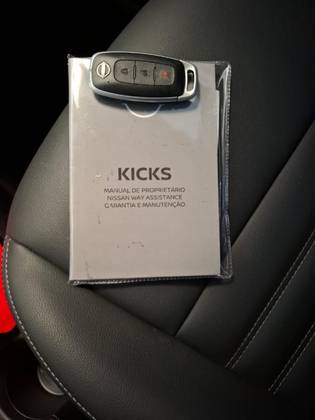 KICKS
MANUAL DE PROPRIETÁRIO
NISSAN WAY ASSISTANCE
GARANTIA E MANUTENÇÃO